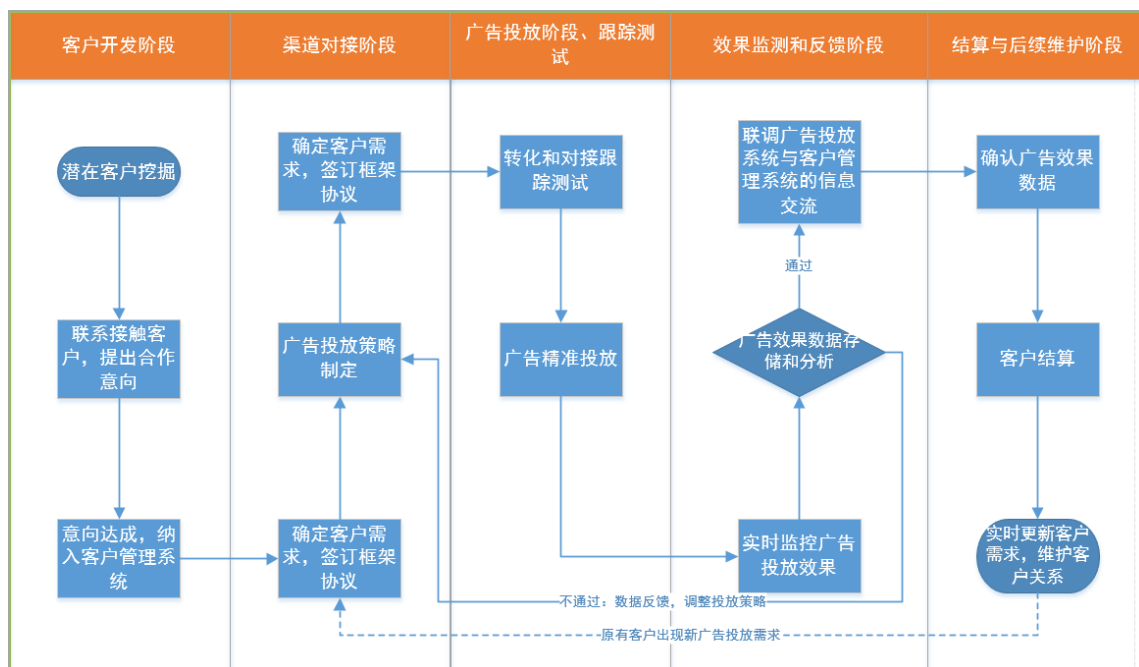 客户开发阶段
渠道对接阶段
广告投放阶段、跟踪测
试
效果监测和反馈阶段
结算与后续维护阶段
潜在客户挖掘
联系接触客
户，提出合作
意向
意向达成，纳
入客户管理系
统
确定客户需
求，签订框架
协议
广告投放策略
制定
确定客户需
求，签订框架
协议
转化和对接跟
踪测试
广告精准投放
联调广告投放
系统与客户管
理系统的信息
交流
通过
广告效果数据存
储和分析
实时监控广告
投放效果
确认广告效果
数据
客户结算
实时更新客户
需求，维护客
户关系
不通过：数据反馈，调整投放策略
原有客户出现新广告投放需求